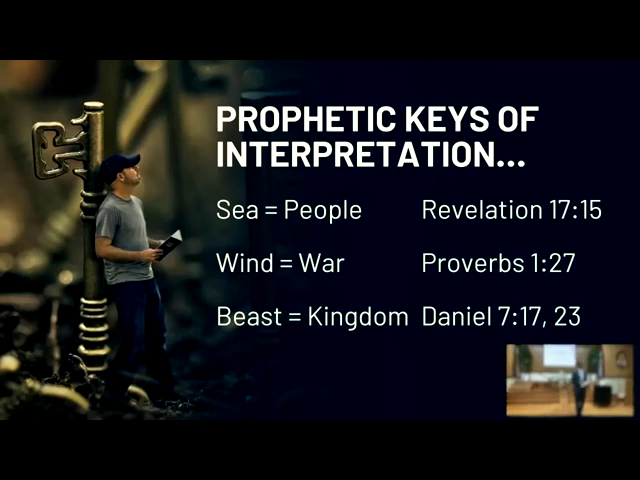 PROPHETIC KEYS OF
INTERPRETATION...
Sea = People Revelation 17:15
Wind = War Proverbs 1:27
Beast = Kingdom Daniel 7:17, 23